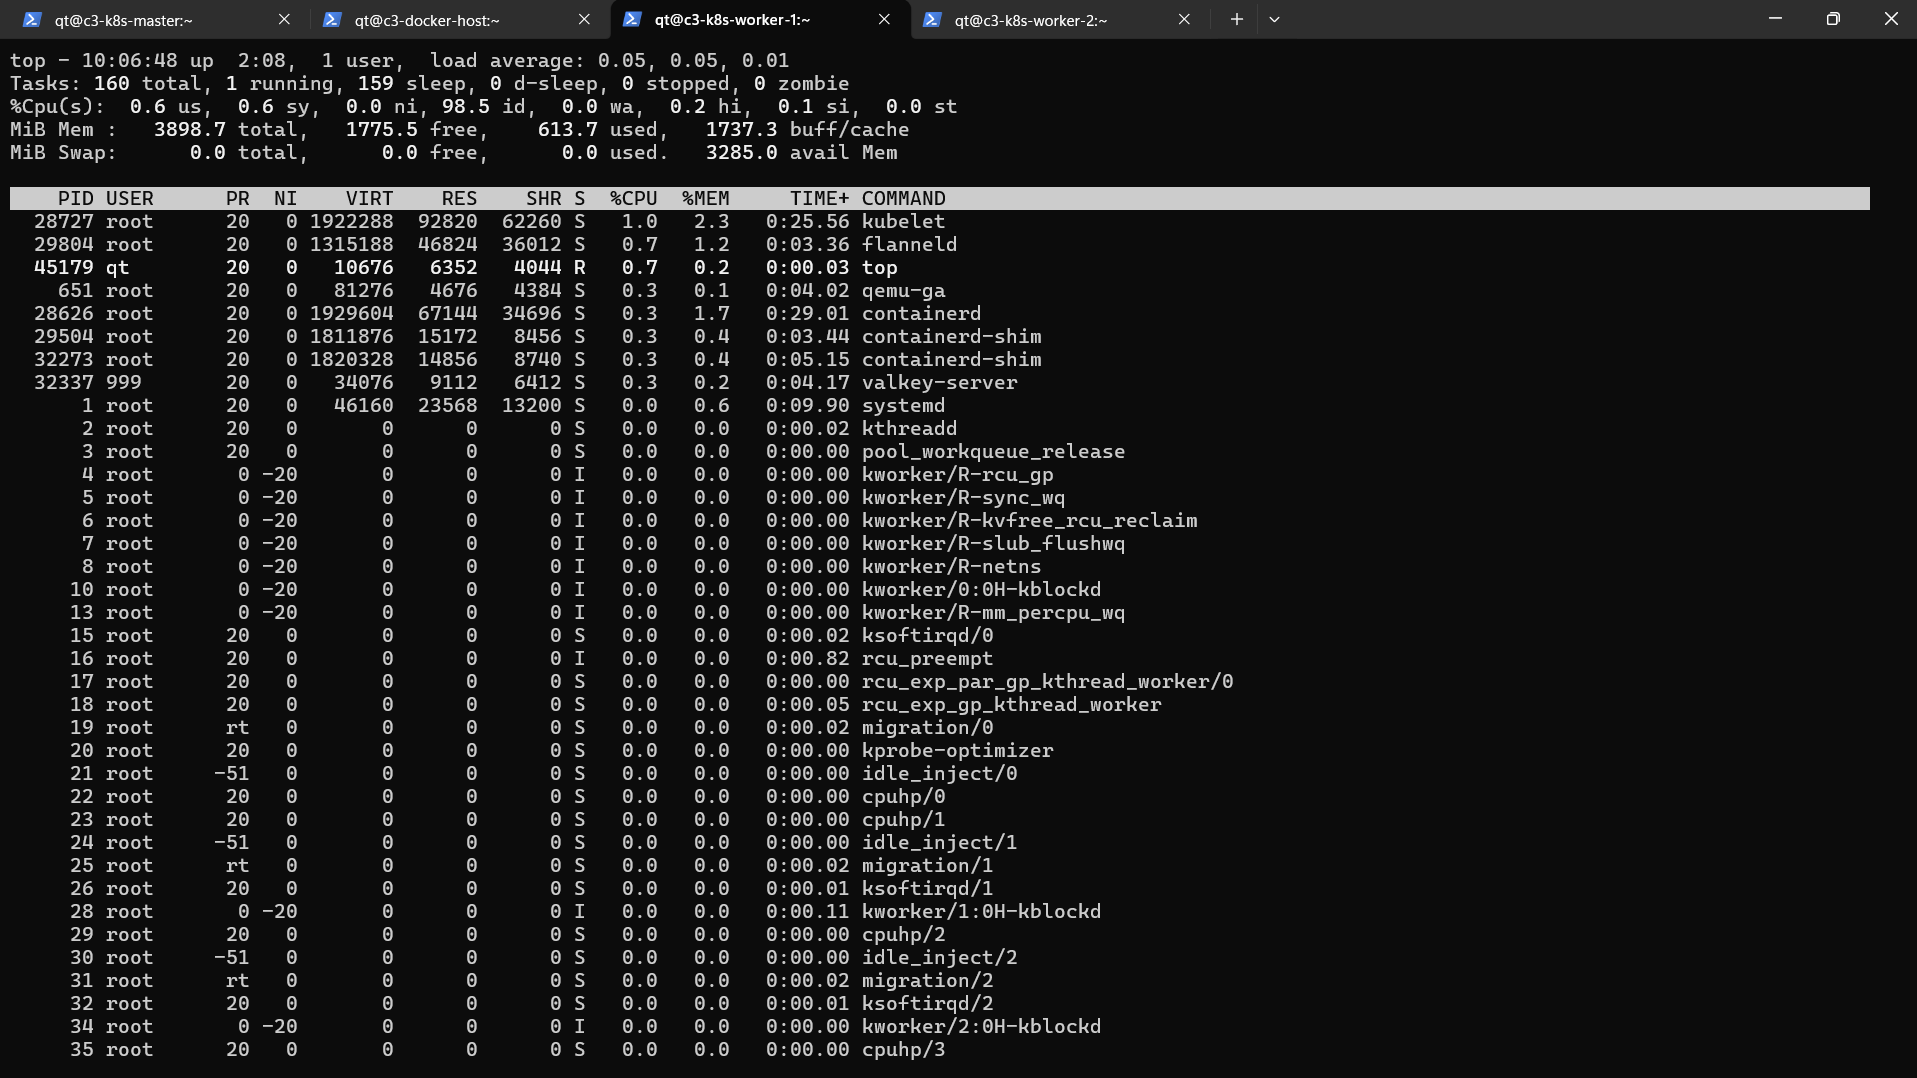 qt@c3-k8s-master:~ qt@c3-docker-host:~ qt@c3-k8s-worker-1:~ qt@c3-k8s-worker-2:~
top - 10:06:48 up  2:08,  1 user,  load average: 0.05, 0.05, 0.01
Tasks: 160 total, 1 running, 159 sleep, 0 d-sleep, 0 stopped, 0 zombie
%Cpu(s):  0.6 us,  0.6 sy,  0.0 ni, 98.5 id,  0.0 wa,  0.2 hi,  0.1 si,  0.0 st
MiB Mem :   3898.7 total,   1775.5 free,    613.7 used,   1737.3 buff/cache
MiB Swap:      0.0 total,      0.0 free,      0.0 used.   3285.0 avail Mem
PID USER      PR  NI    VIRT    RES    SHR S  %CPU  %MEM     TIME+ COMMAND
28727 root      20   0 1922288  92820  62260 S   1.0   2.3   0:25.56 kubelet
29804 root      20   0 1315188  46824  36012 S   0.7   1.2   0:03.36 flanneld
45179 qt        20   0   10676   6352   4044 R   0.7   0.2   0:00.03 top
651 root      20   0   81276   4676   4384 S   0.3   0.1   0:04.02 qemu-ga
28626 root      20   0 1929604  67144  34696 S   0.3   1.7   0:29.01 containerd
29504 root      20   0 1811876  15172   8456 S   0.3   0.4   0:03.44 containerd-shim
32273 root      20   0 1820328  14856   8740 S   0.3   0.4   0:05.15 containerd-shim
32337 999       20   0   34076   9112   6412 S   0.3   0.2   0:04.17 valkey-server
1 root      20   0   46160  23568  13200 S   0.0   0.6   0:09.90 systemd
2 root      20   0       0      0      0 S   0.0   0.0   0:00.02 kthreadd
3 root      20   0       0      0      0 S   0.0   0.0   0:00.00 pool_workqueue_release
4 root       0 -20       0      0      0 I   0.0   0.0   0:00.00 kworker/R-rcu_gp
5 root       0 -20       0      0      0 I   0.0   0.0   0:00.00 kworker/R-sync_wq
6 root       0 -20       0      0      0 I   0.0   0.0   0:00.00 kworker/R-kvfree_rcu_reclaim
7 root       0 -20       0      0      0 I   0.0   0.0   0:00.00 kworker/R-slub_flushwq
8 root       0 -20       0      0      0 I   0.0   0.0   0:00.00 kworker/R-netns
10 root       0 -20       0      0      0 I   0.0   0.0   0:00.00 kworker/0:0H-kblockd
13 root       0 -20       0      0      0 I   0.0   0.0   0:00.00 kworker/R-mm_percpu_wq
15 root      20   0       0      0      0 S   0.0   0.0   0:00.02 ksoftirqd/0
16 root      20   0       0      0      0 I   0.0   0.0   0:00.82 rcu_preempt
17 root      20   0       0      0      0 S   0.0   0.0   0:00.00 rcu_exp_par_gp_kthread_worker/0
18 root      20   0       0      0      0 S   0.0   0.0   0:00.05 rcu_exp_gp_kthread_worker
19 root      rt   0       0      0      0 S   0.0   0.0   0:00.02 migration/0
20 root      20   0       0      0      0 S   0.0   0.0   0:00.00 kprobe-optimizer
21 root     -51   0       0      0      0 S   0.0   0.0   0:00.00 idle_inject/0
22 root      20   0       0      0      0 S   0.0   0.0   0:00.00 cpuhp/0
23 root      20   0       0      0      0 S   0.0   0.0   0:00.00 cpuhp/1
24 root     -51   0       0      0      0 S   0.0   0.0   0:00.00 idle_inject/1
25 root      rt   0       0      0      0 S   0.0   0.0   0:00.02 migration/1
26 root      20   0       0      0      0 S   0.0   0.0   0:00.01 ksoftirqd/1
28 root       0 -20       0      0      0 I   0.0   0.0   0:00.11 kworker/1:0H-kblockd
29 root      20   0       0      0      0 S   0.0   0.0   0:00.00 cpuhp/2
30 root     -51   0       0      0      0 S   0.0   0.0   0:00.00 idle_inject/2
31 root      rt   0       0      0      0 S   0.0   0.0   0:00.02 migration/2
32 root      20   0       0      0      0 S   0.0   0.0   0:00.01 ksoftirqd/2
34 root       0 -20       0      0      0 I   0.0   0.0   0:00.00 kworker/2:0H-kblockd
35 root      20   0       0      0      0 S   0.0   0.0   0:00.00 cpuhp/3